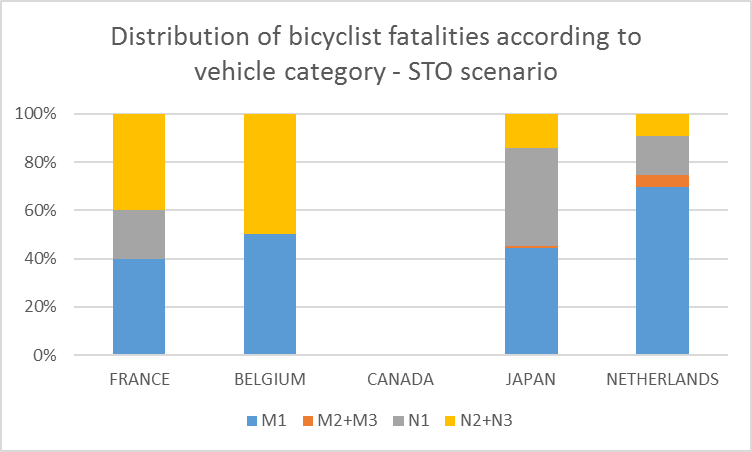 Distribution of bicyclist fatalities according to
vehicle category - STO scenario
100%
80%
60%
40%
20%
0%
FRANCE BELGIUM CANADA JAPAN NETHERLANDS
M1 M2+M3 N1 N2+N3